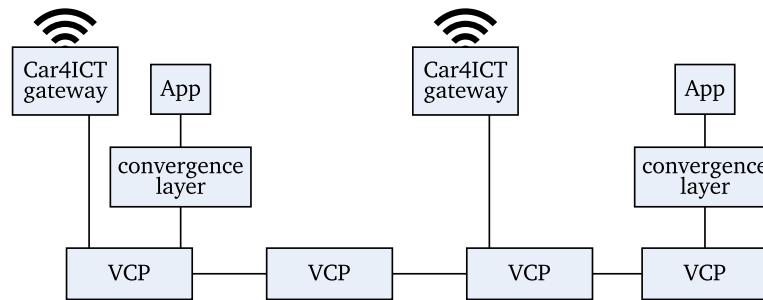 Car4ICT
gateway
App
Car4ICT
gateway
App
convergence
layer
convergence
layer
VCP
VCP
VCP
VCP